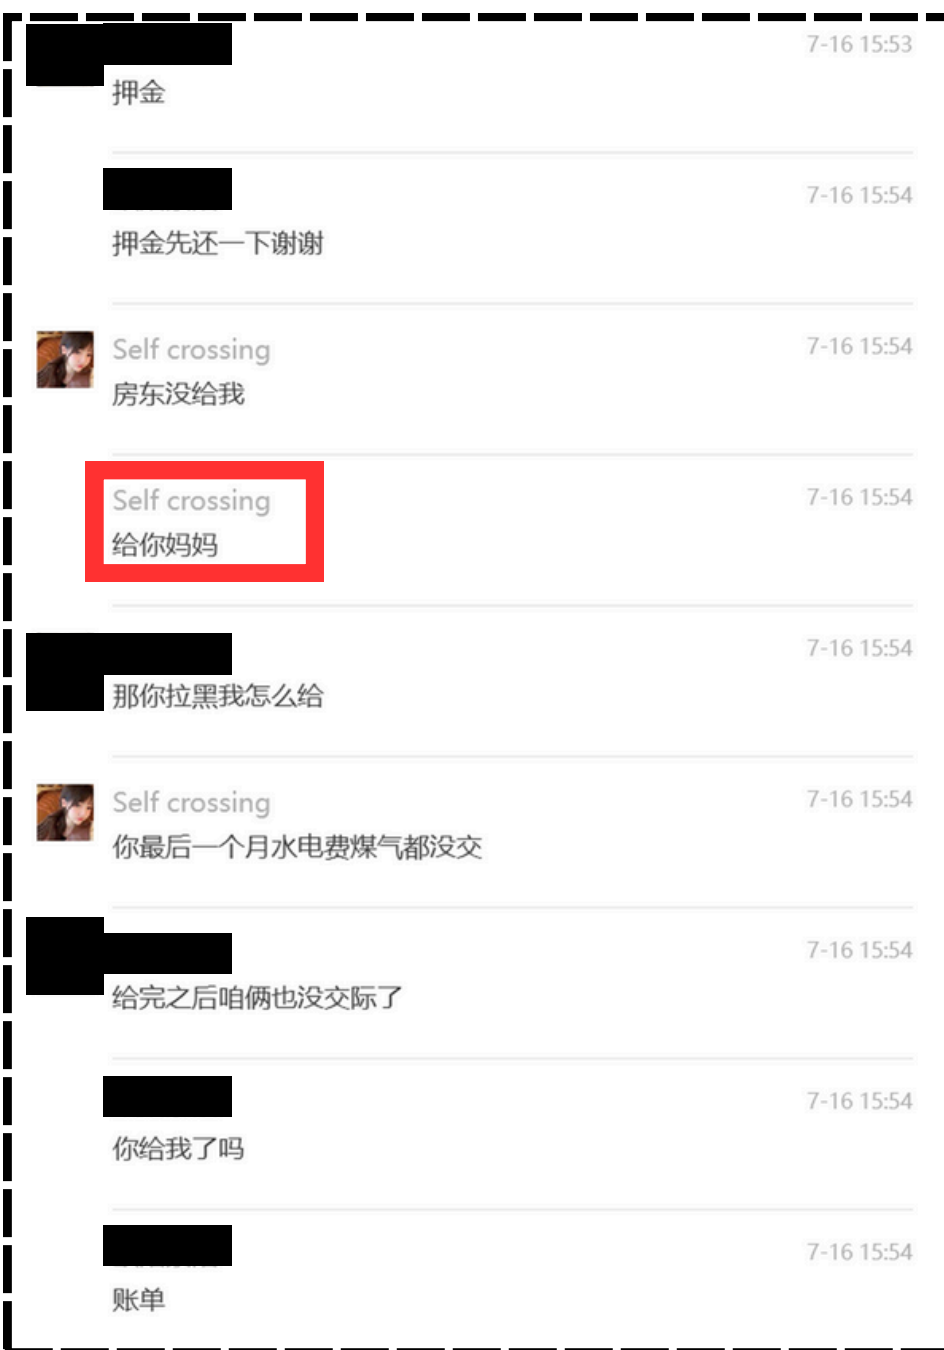 7-16 15:53
押金
7-16 15:54
押金先还一下谢谢
Self crossing 7-16 15:54
房东没给我
Self crossing 7-16 15:54
给你妈妈
7-16 15:54
那你拉黑我怎么给
Self crossing 7-16 15:54
你最后一个月水电费煤气都没交
7-16 15:54
给完之后咱俩也没交际了
7-16 15:54
你给我了吗
7-16 15:54
账单